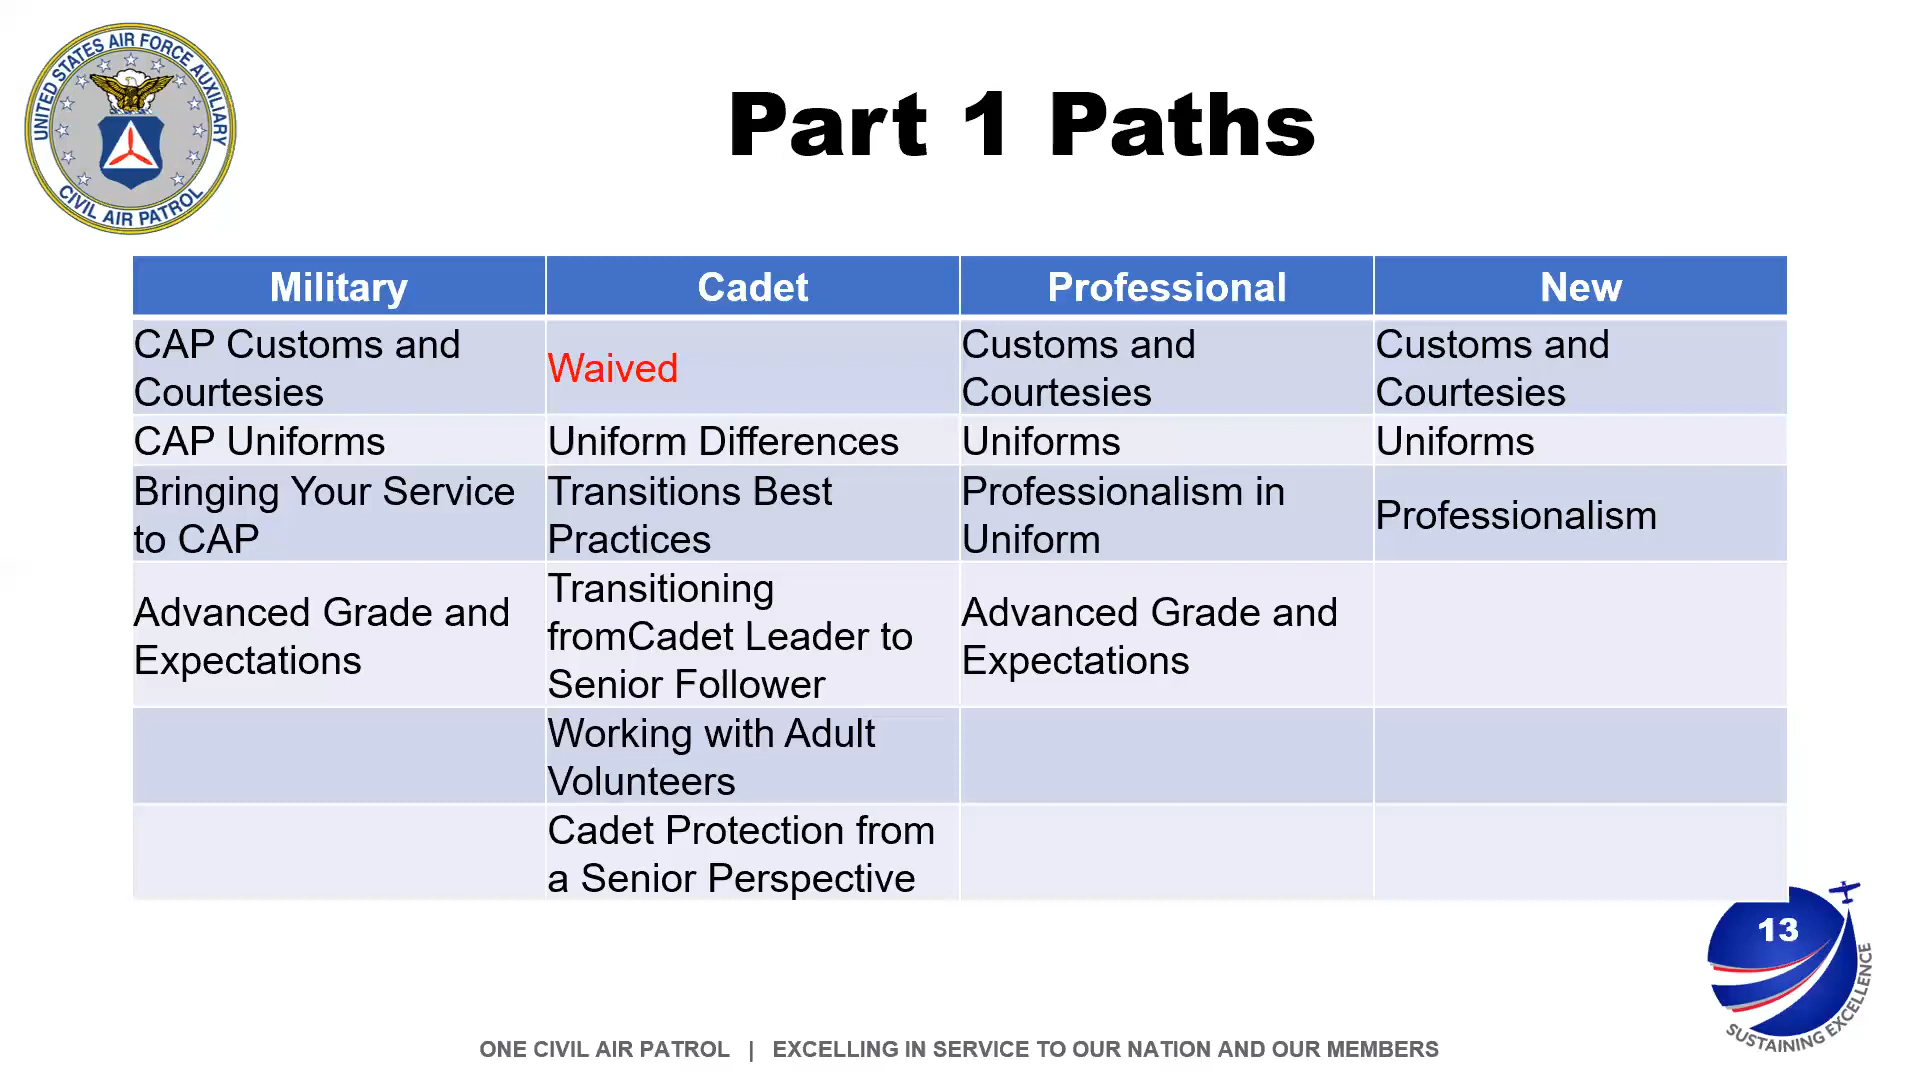 UNITED STATES AIR FORCE AUXILIARY
CIVIL AIR PATROL
Part 1 Paths
Military
Cadet
Professional
New
CAP Customs and
Courtesies
Waived
Customs and
Courtesies
Customs and
Courtesies
CAP Uniforms
Uniform Differences
Uniforms
Uniforms
Bringing Your Service
to CAP
Transitions Best
Practices
Professionalism in
Uniform
Professionalism
Advanced Grade and
Expectations
Transitioning
fromCadet Leader to
Senior Follower
Advanced Grade and
Expectations
Working with Adult
Volunteers
Cadet Protection from
a Senior Perspective
13
SUSTAINING EXCELLENCE
ONE CIVIL AIR PATROL | EXCELLING IN SERVICE TO OUR NATION AND OUR MEMBERS